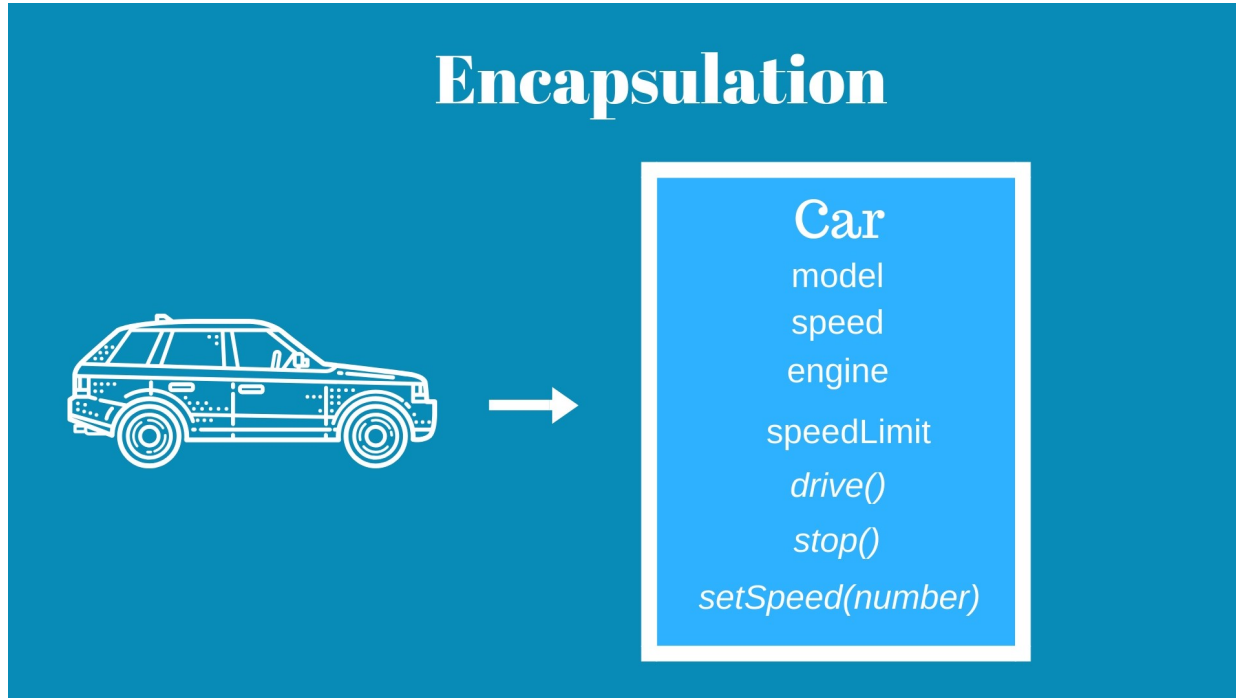 Encapsulation
Car
model
speed
engine
speedLimit
drive()
stop()
setSpeed(number)